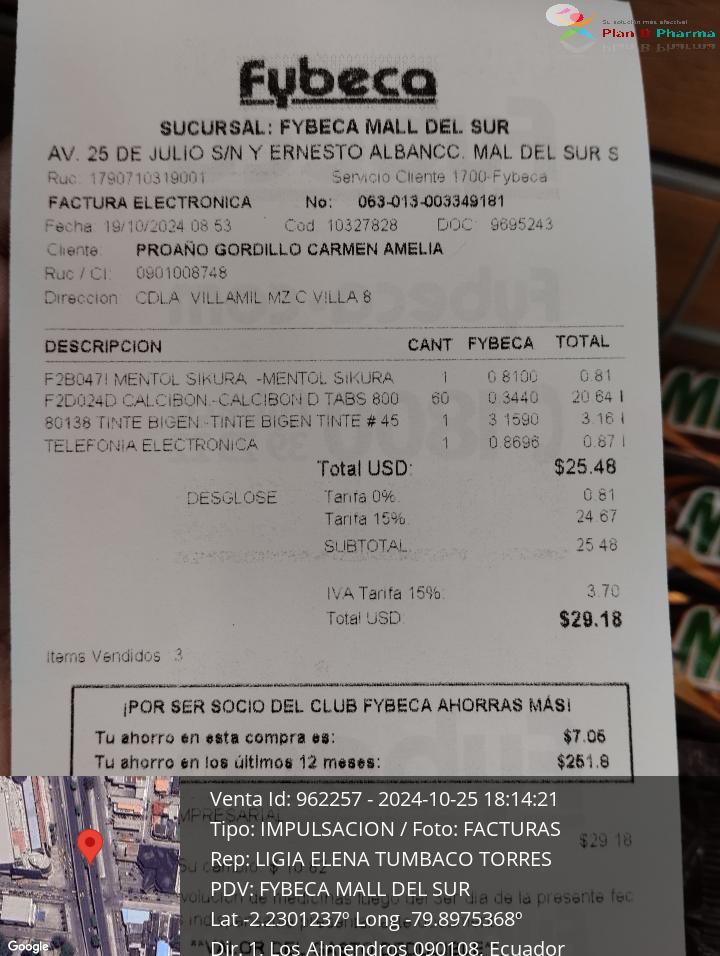 Su solución más efectiva!
Plan B Pharma
Fybeca
SUCURSAL: FYBECA MALL DEL SUR
AV. 25 DE JULIO S/N Y ERNESTO ALBANCC. MAL DEL SUR S
Ruc: 1790710319001 Servicio Cliente 1700-Fybeca
FACTURA ELECTRONICA No: 063-013-003349181
Fecha: 19/10/2024 08:53 Cod: 10327828 DOC: 9695243
Cliente: PROAÑO GORDILLO CARMEN AMELIA
Ruc / CI: 0901008748
Direccion: CDLA. VILLAMIL MZ C VILLA 8
DESCRIPCION CANT FYBECA TOTAL
F2B047I MENTOL SIKURA -MENTOL SIKURA 1 0.8100 0.81
F2D024D CALCIBON-CALCIBON D TABS 800 60 0.3440 20.64 I
80138 TINTE BIGEN-TINTE BIGEN TINTE # 45 1 3.1590 3.16 I
TELEFONIA ELECTRONICA 1 0.8696 0.87 I
Total USD: $25.48
DESGLOSE Tarifa 0%: 0.81
Tarifa 15%: 24.67
SUBTOTAL 25.48
IVA Tarifa 15%: 3.70
Total USD: $29.18
Items Vendidos 3
¡POR SER SOCIO DEL CLUB FYBECA AHORRAS MÁS!
Tu ahorro en esta compra es: $7.05
Tu ahorro en los últimos 12 meses: $251.8
MPRESARIAL
$29.18
Venta Id: 962257 - 2024-10-25 18:14:21
Tipo: IMPULSACION / Foto: FACTURAS
Rep: LIGIA ELENA TUMBACO TORRES
PDV: FYBECA MALL DEL SUR
Lat -2.2301237º Long -79.8975368º
Dir. 1. Los Almendros 090108, Ecuador
Google